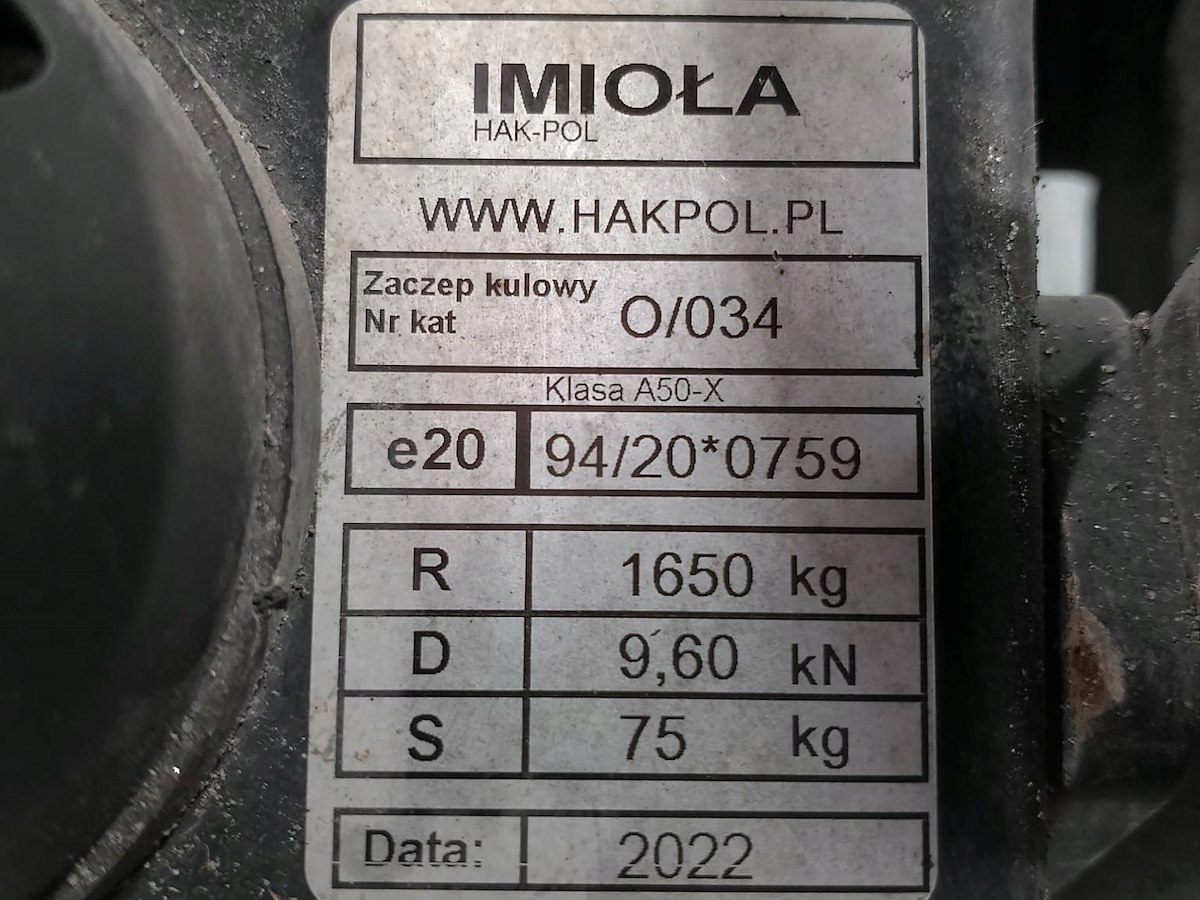 IMIOŁA
HAK-POL
WWW.HAKPOL.PL
Zaczep kulowy
Nr kat O/034
Klasa A50-X
e20 94/20*0759
R 1650 kg
D 9,60 kN
S 75 kg
Data: 2022